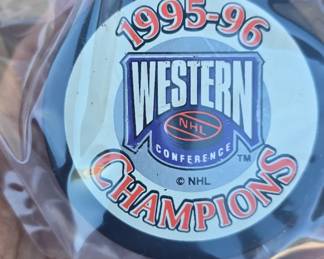 1995-96
WESTERN
NHL
CONFERENCE
TM
© NHL
CHAMPIONS